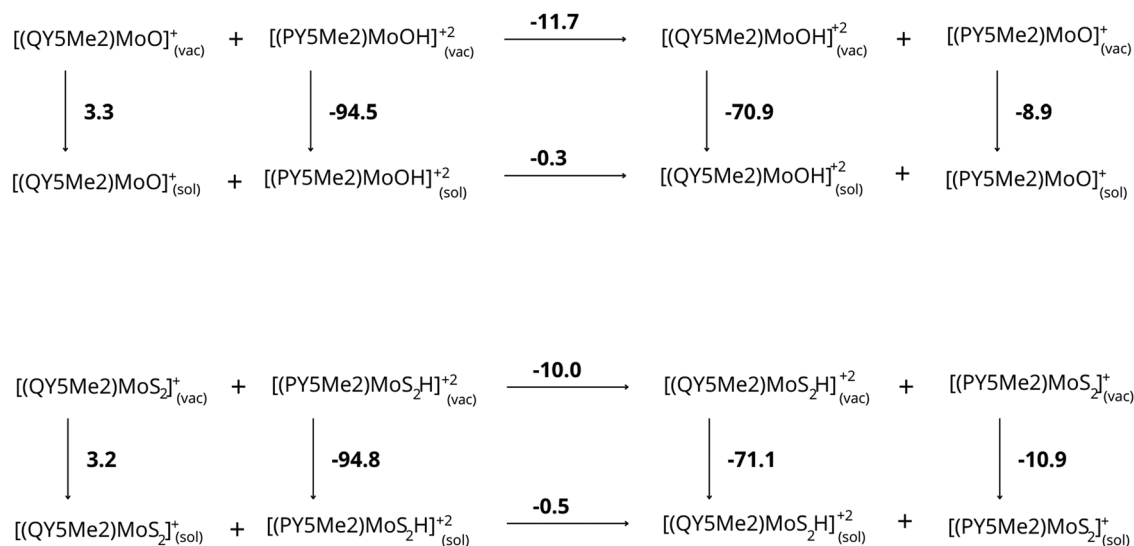 -11.7
[(QY5Me2)MoO]⁺(vac) + [(PY5Me2)MoOH]⁺²(vac) [(QY5Me2)MoOH]⁺²(vac) + [(PY5Me2)MoO]⁺(vac)
3.3 -94.5 -70.9 -8.9
-0.3
[(QY5Me2)MoO]⁺(sol) + [(PY5Me2)MoOH]⁺²(sol) [(QY5Me2)MoOH]⁺²(sol) + [(PY5Me2)MoO]⁺(sol)
-10.0
[(QY5Me2)MoS₂]⁺(vac) + [(PY5Me2)MoS₂H]⁺²(vac) [(QY5Me2)MoS₂H]⁺²(vac) + [(PY5Me2)MoS₂]⁺(vac)
3.2 -94.8 -71.1 -10.9
-0.5
[(QY5Me2)MoS₂]⁺(sol) + [(PY5Me2)MoS₂H]⁺²(sol) [(QY5Me2)MoS₂H]⁺²(sol) + [(PY5Me2)MoS₂]⁺(sol)